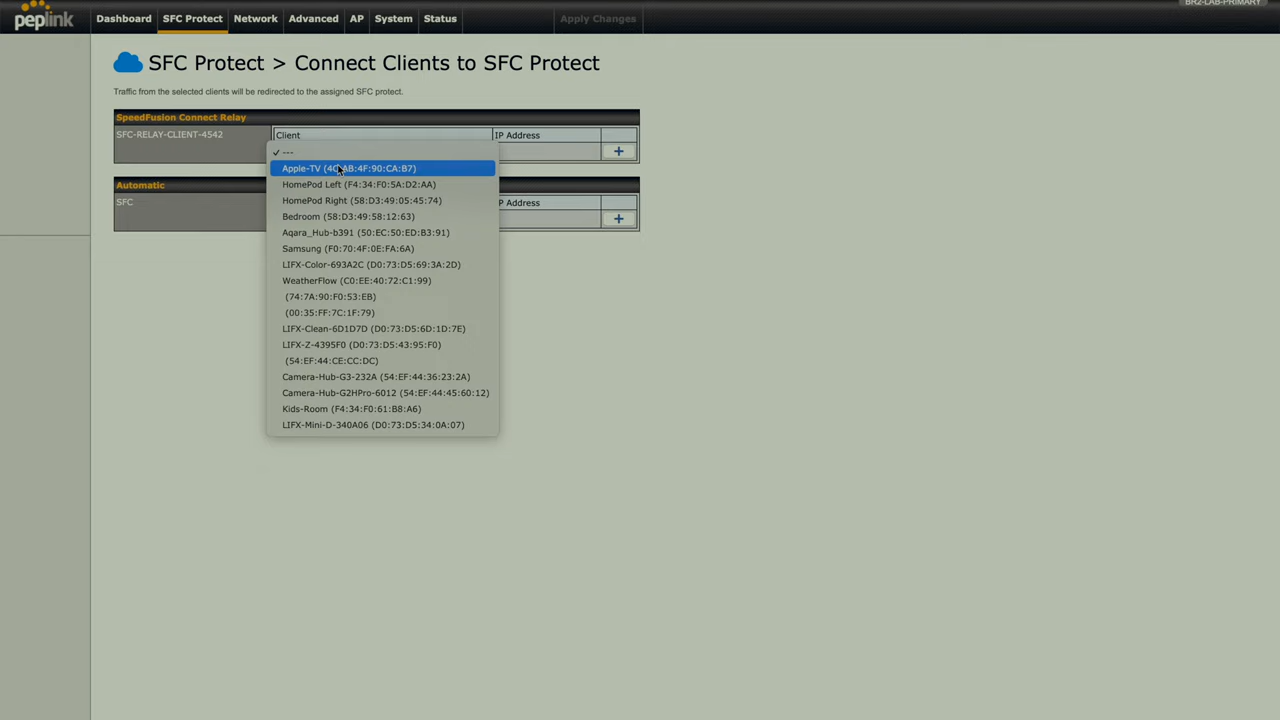 BR2-LAB-PRIMARY
peplink
Dashboard SFC Protect Network Advanced AP System Status Apply Changes
SFC Protect > Connect Clients to SFC Protect
Traffic from the selected clients will be redirected to the assigned SFC protect.
SpeedFusion Connect Relay
SFC-RELAY-CLIENT-4542 Client IP Address
✓ --- +
Apple-TV (4C:AB:4F:90:CA:B7)
Automatic
HomePod Left (F4:34:F0:5A:D2:AA)
SFC HomePod Right (58:D3:49:05:45:74) IP Address
Bedroom (58:D3:49:58:12:63) +
Aqara_Hub-b391 (50:EC:50:ED:B3:91)
Samsung (F0:70:4F:0E:FA:6A)
LIFX-Color-693A2C (D0:73:D5:69:3A:2D)
WeatherFlow (C0:EE:40:72:C1:99)
(74:7A:90:F0:53:EB)
(00:35:FF:7C:1F:79)
LIFX-Clean-6D1D7D (D0:73:D5:6D:1D:7E)
LIFX-Z-4395F0 (D0:73:D5:43:95:F0)
(54:EF:44:CE:CC:DC)
Camera-Hub-G3-232A (54:EF:44:36:23:2A)
Camera-Hub-G2HPro-6012 (54:EF:44:45:60:12)
Kids-Room (F4:34:F0:61:B8:A6)
LIFX-Mini-D-340A06 (D0:73:D5:34:0A:07)